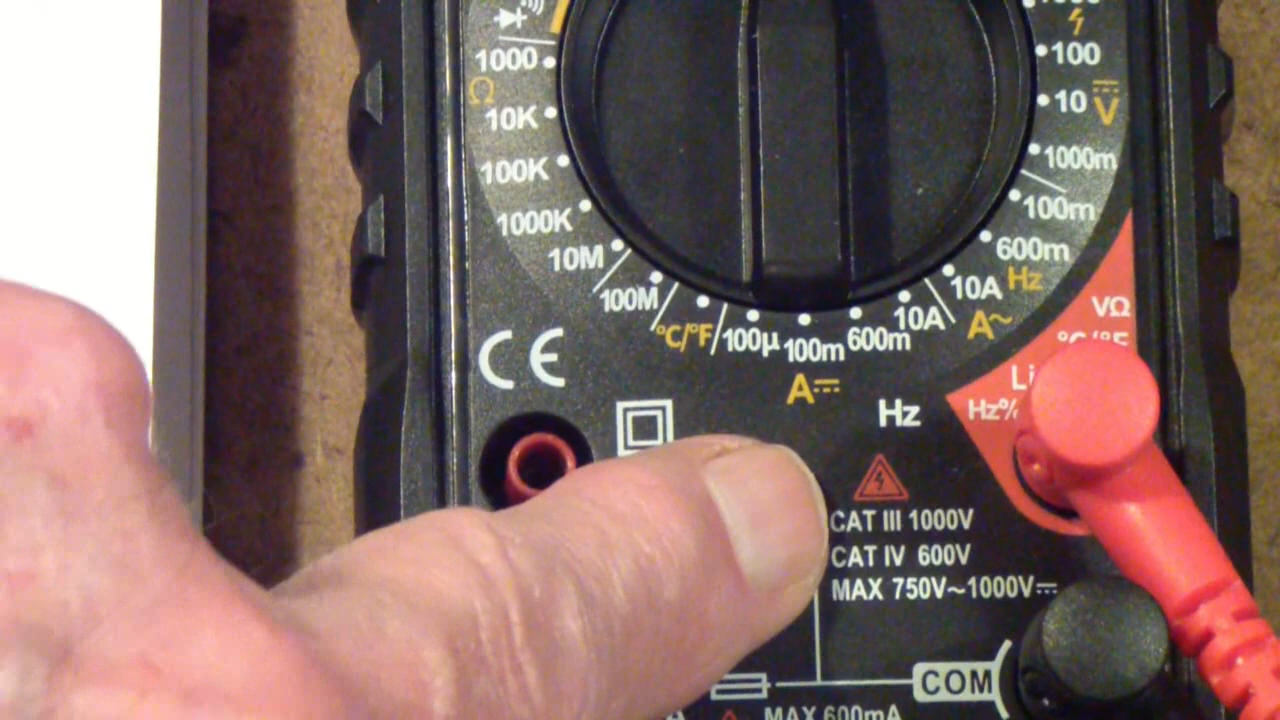 1000
Ω
10K
100K
1000K
10M
100M
°C/°F
100µ
100m
600m
10A
A⎓
10A
A~
600m
Hz
100m
1000m
10
V⎓
100
CE
Hz
VΩ
Hz%
CAT III 1000V
CAT IV 600V
MAX 750V~1000V⎓
COM
MAX 600mA